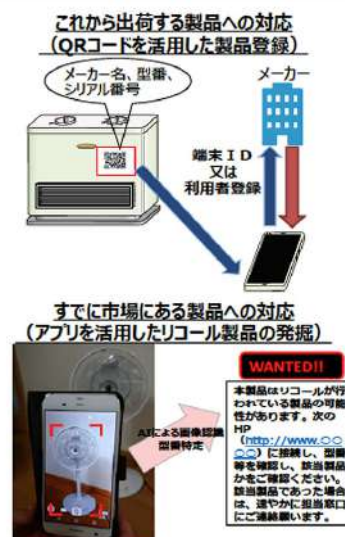 これから出荷する製品への対応
（QRコードを活用した製品登録）
メーカー名、型番、
シリアル番号
メーカー
端末ＩＤ
又は
利用者登録
すでに市場にある製品への対応
（アプリを活用したリコール製品の発掘）
AIによる画像認識
型番特定
WANTED!!
本製品はリコールが行
われている製品の可能
性があります。次の
HP
（http://www.〇〇
〇〇）に接続し、型番
等を確認し、該当製品
かをご確認ください。
該当製品であった場合
は、速やかに担当窓口
にご連絡願います。